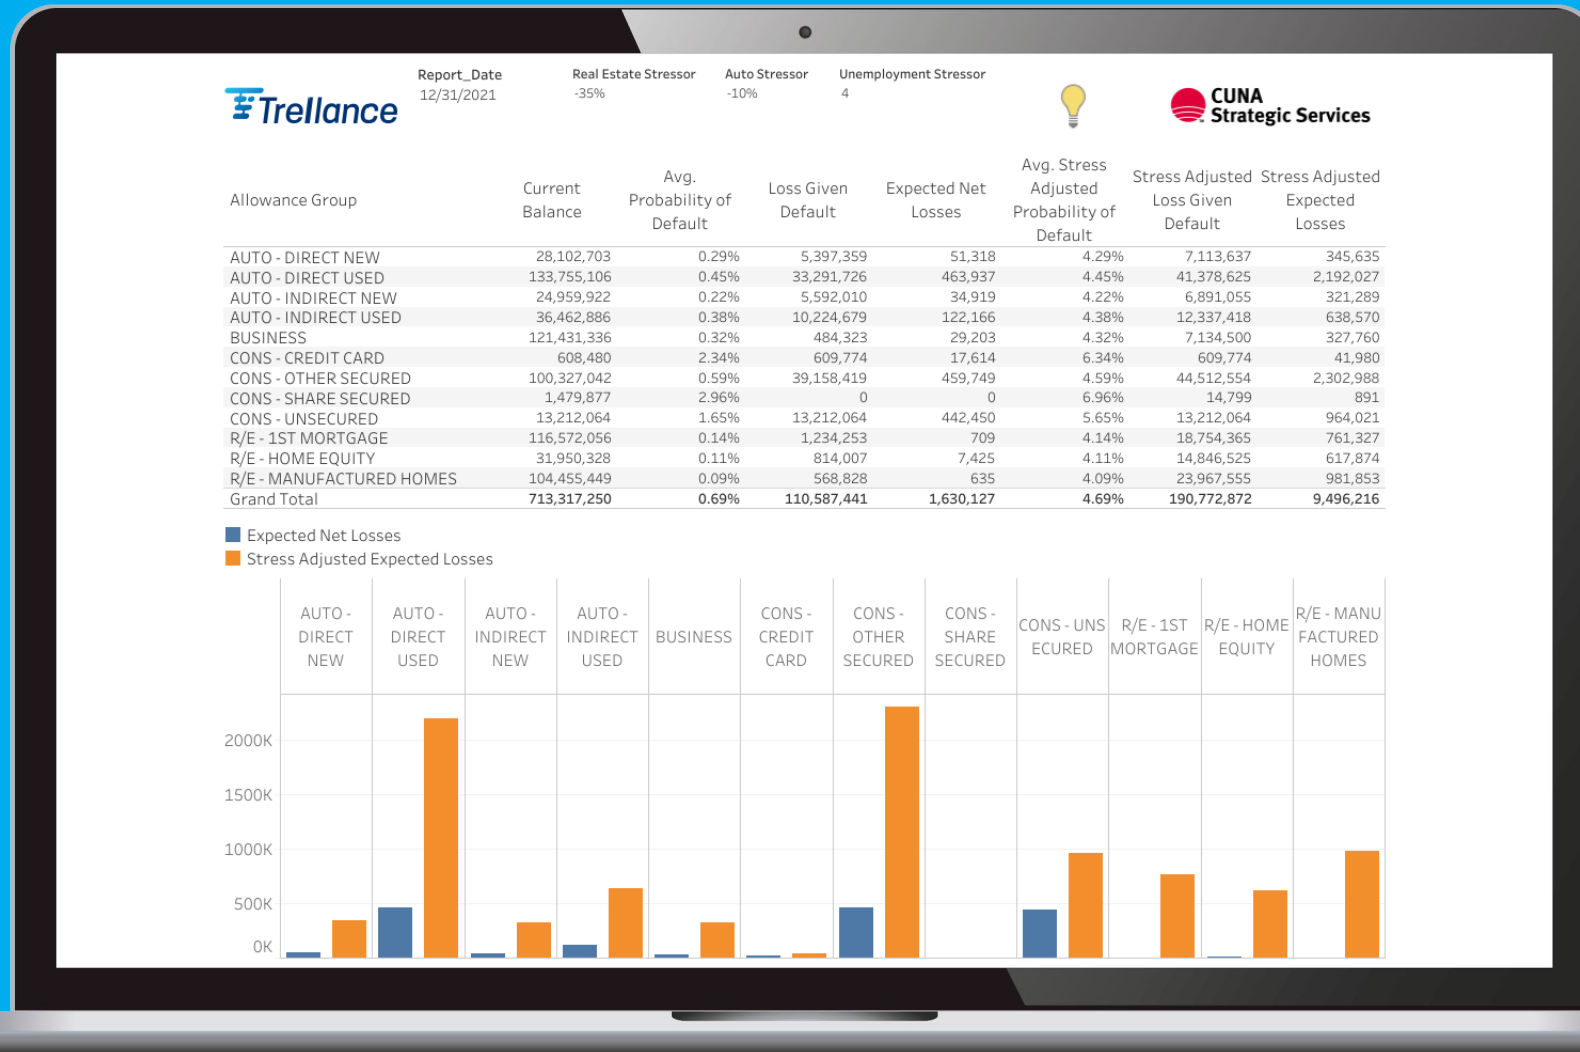 Trellance
Report_Date
12/31/2021
Real Estate Stressor
-35%
Auto Stressor
-10%
Unemployment Stressor
4
CUNA
Strategic Services
Allowance Group
Current
Balance
Avg.
Probability of
Default
Loss Given
Default
Expected Net
Losses
Avg. Stress
Adjusted
Probability of
Default
Stress Adjusted
Loss Given
Default
Stress Adjusted
Expected
Losses
AUTO - DIRECT NEW 28,102,703 0.29% 5,397,359 51,318 4.29% 7,113,637 345,635
AUTO - DIRECT USED 133,755,106 0.45% 33,291,726 463,937 4.45% 41,378,625 2,192,027
AUTO - INDIRECT NEW 24,959,922 0.22% 5,592,010 34,919 4.22% 6,891,055 321,289
AUTO - INDIRECT USED 36,462,886 0.38% 10,224,679 122,166 4.38% 12,337,418 638,570
BUSINESS 121,431,336 0.32% 484,323 29,203 4.32% 7,134,500 327,760
CONS - CREDIT CARD 608,480 2.34% 609,774 17,614 6.34% 609,774 41,980
CONS - OTHER SECURED 100,327,042 0.59% 39,158,419 459,749 4.59% 44,512,554 2,302,988
CONS - SHARE SECURED 1,479,877 2.96% 0 0 6.96% 14,799 891
CONS - UNSECURED 13,212,064 1.65% 13,212,064 442,450 5.65% 13,212,064 964,021
R/E - 1ST MORTGAGE 116,572,056 0.14% 1,234,253 709 4.14% 18,754,365 761,327
R/E - HOME EQUITY 31,950,328 0.11% 814,007 7,425 4.11% 14,846,525 617,874
R/E - MANUFACTURED HOMES 104,455,449 0.09% 568,828 635 4.09% 23,967,555 981,853
Grand Total 713,317,250 0.69% 110,587,441 1,630,127 4.69% 190,772,872 9,496,216
Expected Net Losses
Stress Adjusted Expected Losses
AUTO -
DIRECT
NEW
AUTO -
DIRECT
USED
AUTO -
INDIRECT
NEW
AUTO -
INDIRECT
USED
BUSINESS
CONS -
CREDIT
CARD
CONS -
OTHER
SECURED
CONS -
SHARE
SECURED
CONS - UNS
ECURED
R/E - 1ST
MORTGAGE
R/E - HOME
EQUITY
R/E - MANU
FACTURED
HOMES
2000K
1500K
1000K
500K
0K